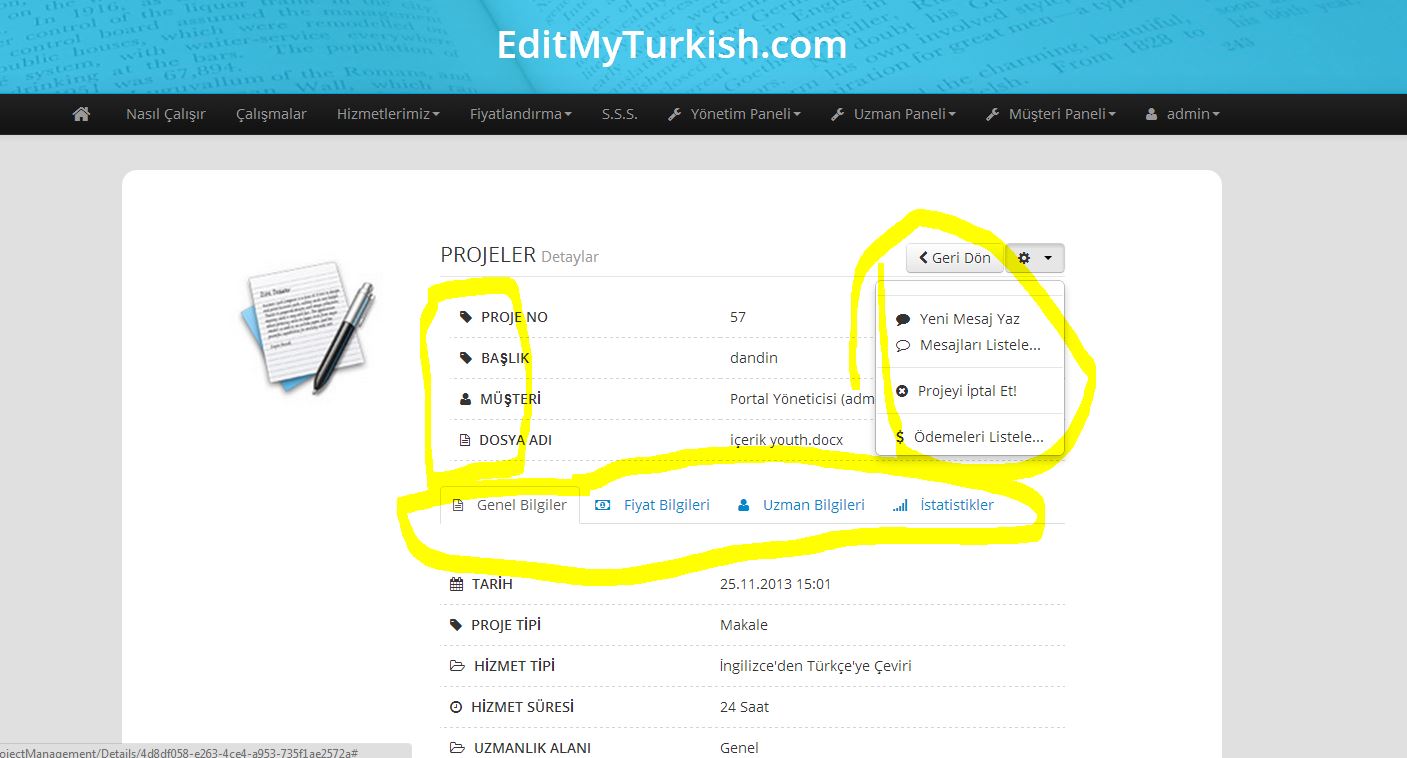 EditMyTurkish.com
Nasıl Çalışır Çalışmalar Hizmetlerimiz Fiyatlandırma S.S.S. Yönetim Paneli Uzman Paneli Müşteri Paneli admin
PROJELER Detaylar
Geri Dön
PROJE NO 57
BAŞLIK dandin
MÜŞTERİ Portal Yöneticisi (adm
DOSYA ADI içerik youth.docx
Yeni Mesaj Yaz
Mesajları Listele...
Projeyi İptal Et!
$ Ödemeleri Listele...
Genel Bilgiler Fiyat Bilgileri Uzman Bilgileri İstatistikler
TARİH 25.11.2013 15:01
PROJE TİPİ Makale
HİZMET TİPİ İngilizce'den Türkçe'ye Çeviri
HİZMET SÜRESİ 24 Saat
UZMANLIK ALANI Genel
ojectManagement/Details/4d8df058-e263-4ce4-a953-735f1ae2572a#